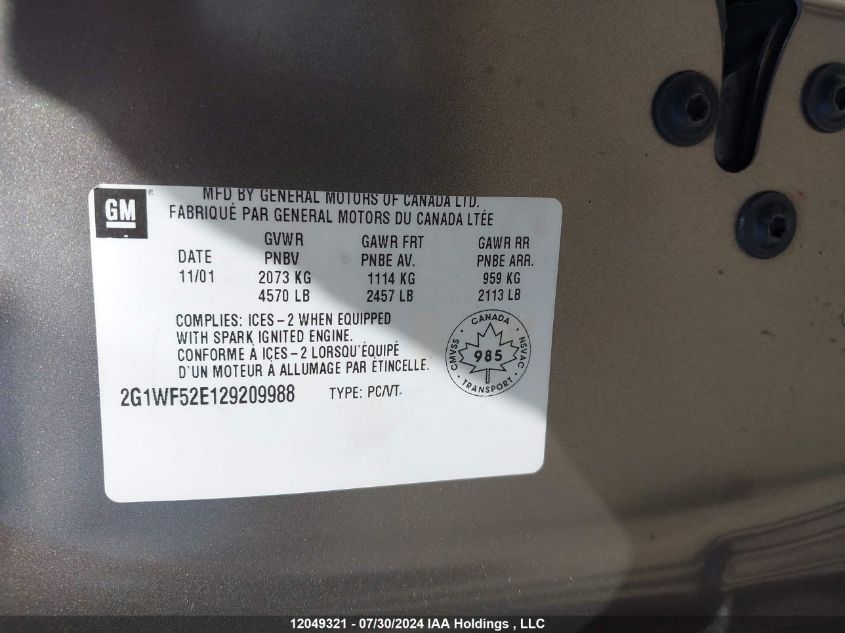 GM
MFD BY GENERAL MOTORS OF CANADA LTD.
FABRIQUÉ PAR GENERAL MOTORS DU CANADA LTÉE
GVWR GAWR FRT GAWR RR
DATE PNBV PNBE AV. PNBE ARR.
11/01 2073 KG 1114 KG 959 KG
4570 LB 2457 LB 2113 LB
COMPLIES: ICES-2 WHEN EQUIPPED
WITH SPARK IGNITED ENGINE.
CONFORME À ICES-2 LORSQU'ÉQUIPÉ
D'UN MOTEUR À ALLUMAGE PAR ÉTINCELLE.
CANADA
CMVSS 985 NSVAC
TRANSPORT
2G1WF52E129209988 TYPE: PC/VT
12049321 - 07/30/2024 IAA Holdings , LLC